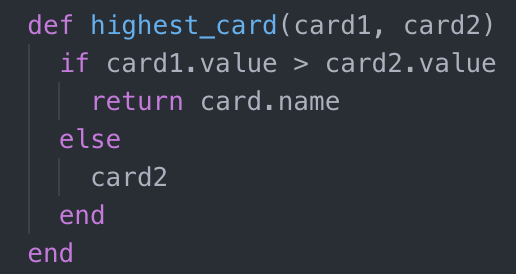 def highest_card(card1, card2)
  if card1.value > card2.value
    return card.name
  else
    card2
  end
end